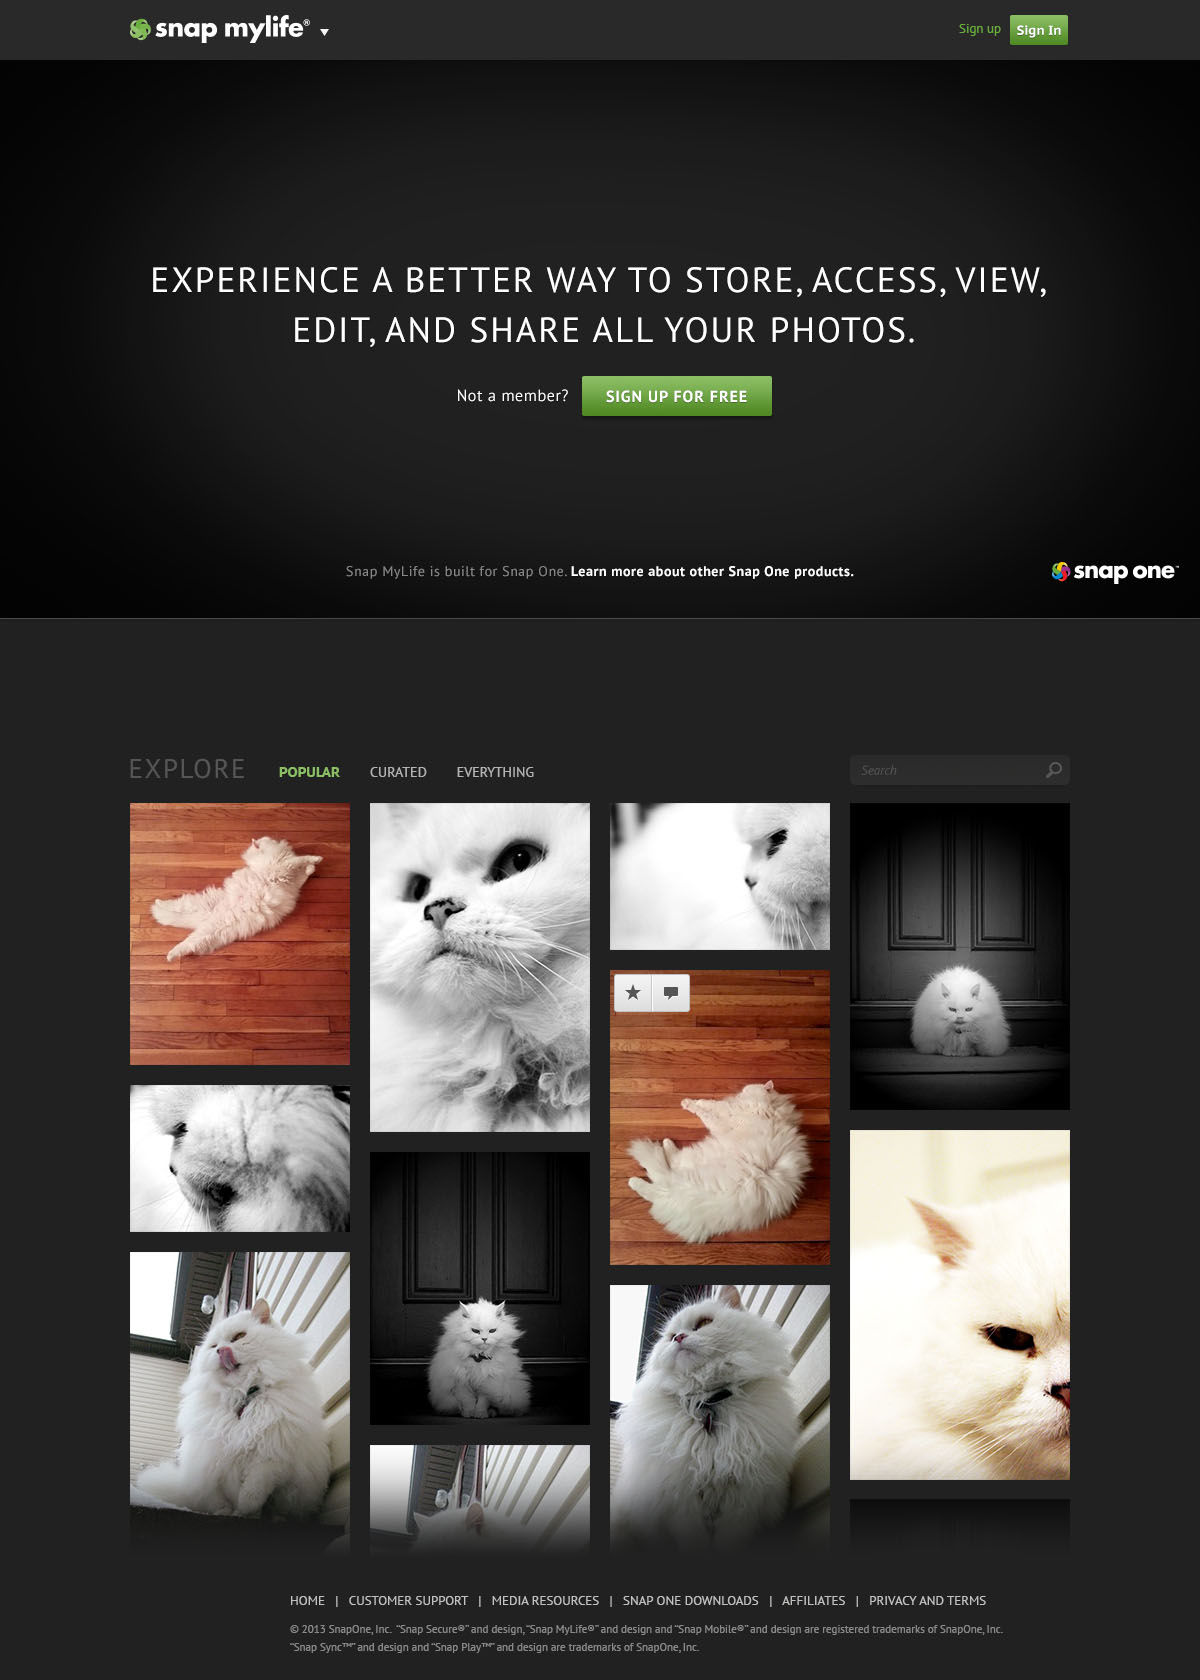 snap mylife®
Sign up
Sign In
EXPERIENCE A BETTER WAY TO STORE, ACCESS, VIEW,
EDIT, AND SHARE ALL YOUR PHOTOS.
Not a member?
SIGN UP FOR FREE
Snap MyLife is built for Snap One. Learn more about other Snap One products.
snap one™
EXPLORE
POPULAR
CURATED
EVERYTHING
Search
HOME | CUSTOMER SUPPORT | MEDIA RESOURCES | SNAP ONE DOWNLOADS | AFFILIATES | PRIVACY AND TERMS
© 2013 SnapOne, Inc. "Snap Secure®" and design, "Snap MyLife®" and design and "Snap Mobile®" and design are registered trademarks of SnapOne, Inc.
"Snap Sync™" and design and "Snap Play™" and design are trademarks of SnapOne, Inc.